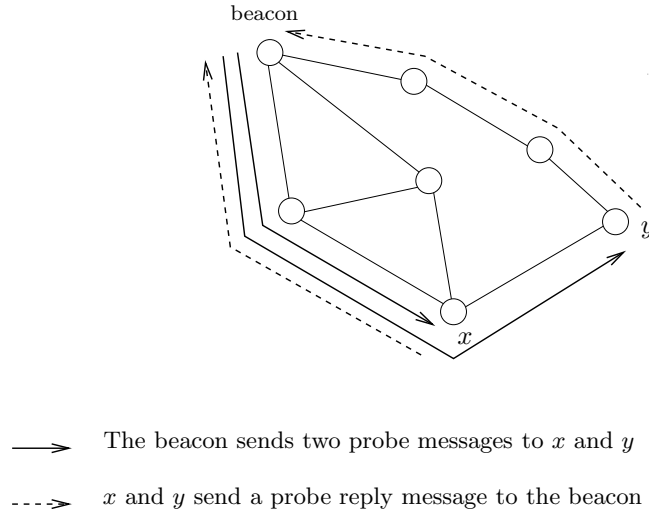 beacon
y
x
The beacon sends two probe messages to x and y
x and y send a probe reply message to the beacon